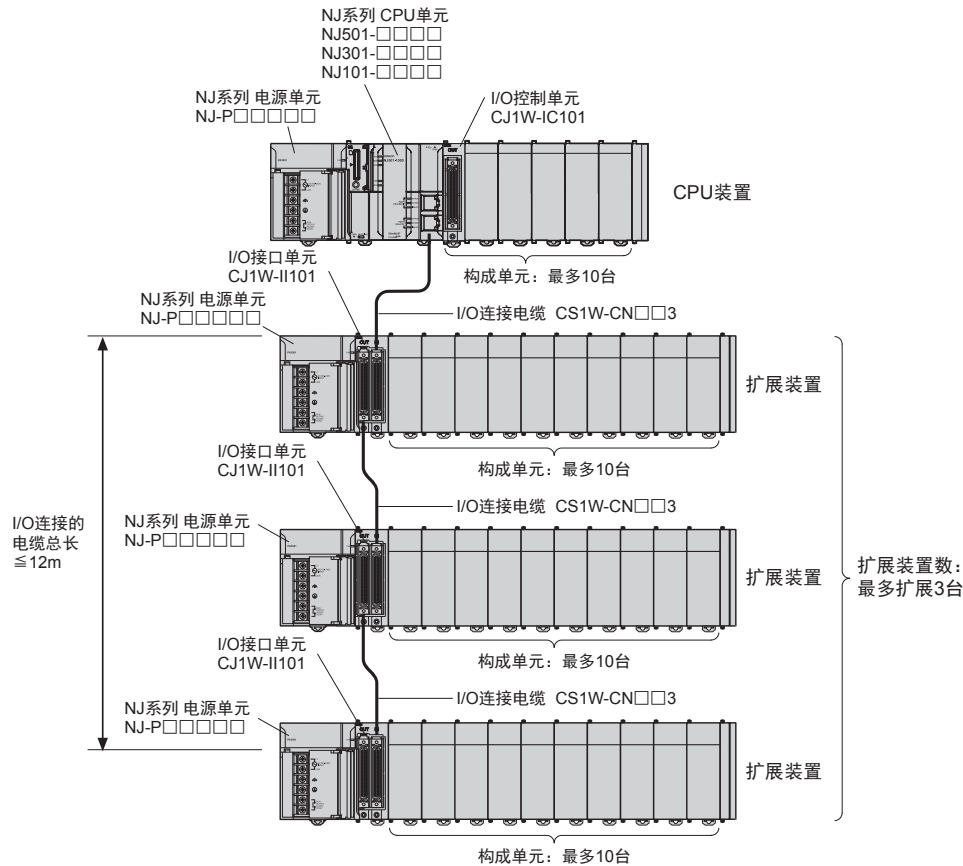 NJ系列 CPU单元
NJ501-□□□□
NJ301-□□□□
NJ101-□□□□
NJ系列 电源单元
NJ-P□□□□□
I/O控制单元
CJ1W-IC101
CPU装置
I/O接口单元
CJ1W-II101
构成单元：最多10台
NJ系列 电源单元
NJ-P□□□□□
I/O连接电缆 CS1W-CN□□3
OUT
扩展装置
I/O接口单元
CJ1W-II101
构成单元：最多10台
I/O连接电缆 CS1W-CN□□3
I/O连接的
电缆总长
≦12m
NJ系列 电源单元
NJ-P□□□□□
OUT
扩展装置
扩展装置数：
最多扩展3台
I/O接口单元
CJ1W-II101
构成单元：最多10台
I/O连接电缆 CS1W-CN□□3
NJ系列 电源单元
NJ-P□□□□□
OUT
扩展装置
构成单元：最多10台